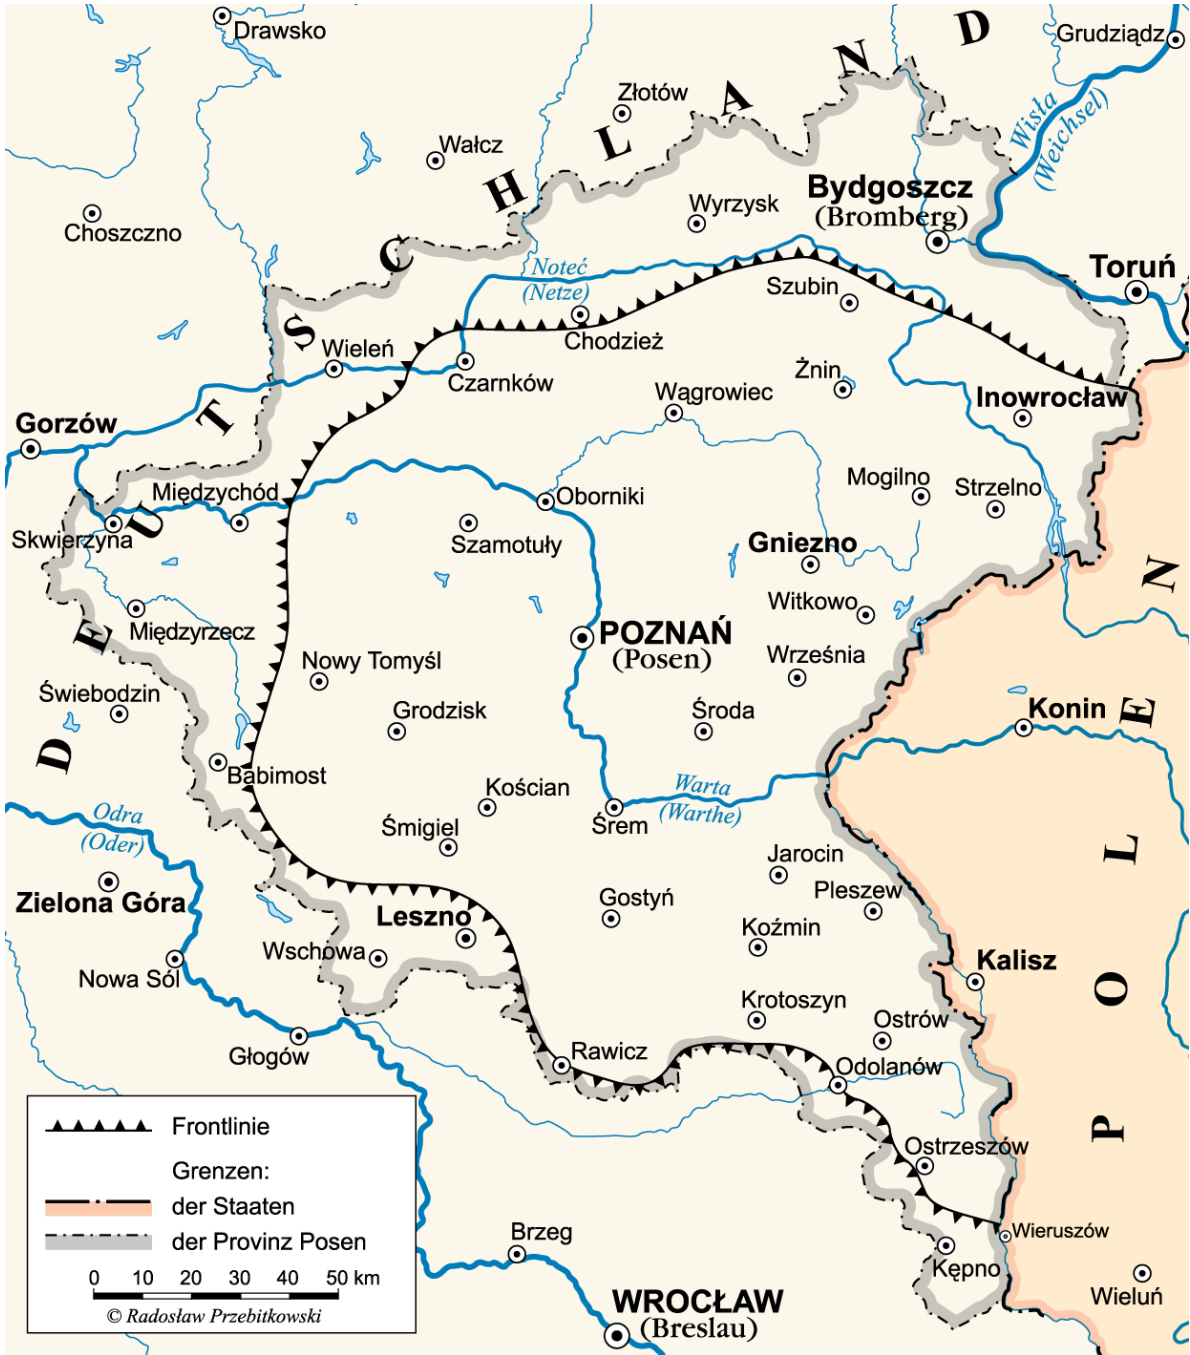 Drawsko
Grudziądz
Złotów
Wałcz
Wisła
(Weichsel)
Choszczno
Wyrzysk
Bydgoszcz
(Bromberg)
Toruń
Noteć
(Netze)
Szubin
Chodzież
Wieleń
Czarnków
Żnin
Wągrowiec
Inowrocław
Gorzów
Międzychód
Oborniki
Mogilno
Strzelno
Skwierzyna
Szamotuły
Gniezno
Witkowo
Międzyrzecz
POZNAŃ
(Posen)
Nowy Tomyśl
Września
Świebodzin
Grodzisk
Środa
Konin
Babimost
Kościan
Warta
(Warthe)
Śrem
Odra
(Oder)
Śmigiel
Jarocin
Pleszew
Zielona Góra
Leszno
Gostyń
Koźmin
Wschowa
Kalisz
Nowa Sól
Krotoszyn
Ostrów
Głogów
Rawicz
Odolanów
Ostrzeszów
Wieruszów
Brzeg
Kępno
Wieluń
WROCŁAW
(Breslau)
DEUTSCHLAND
POLEN
Frontlinie
Grenzen:
der Staaten
der Provinz Posen
0 10 20 30 40 50 km
© Radosław Przebitkowski